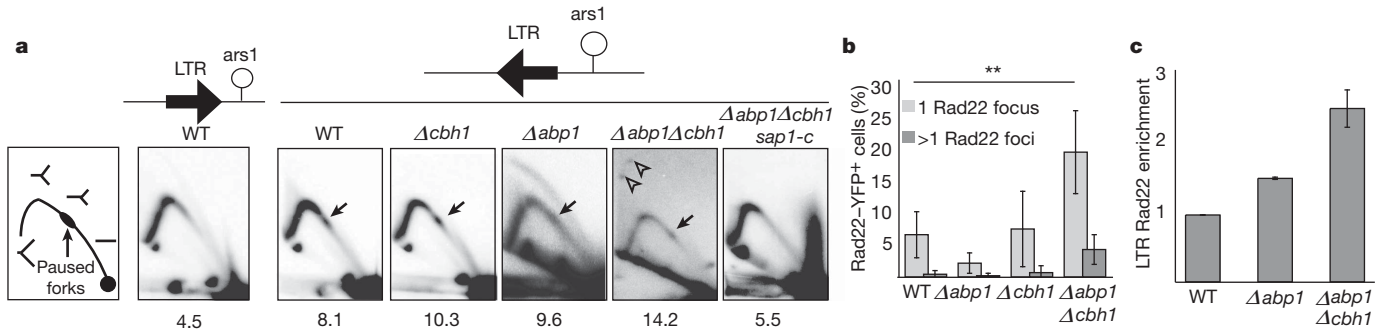 a
LTR
ars1
LTR
ars1
WT
WT
Δcbh1
Δabp1
Δabp1Δcbh1
Δabp1Δcbh1
sap1-c
Paused
forks
4.5
8.1
10.3
9.6
14.2
5.5
b
**
Rad22–YFP+ cells (%)
30
25
20
15
10
5
1 Rad22 focus
>1 Rad22 foci
WT
Δabp1
Δcbh1
Δabp1
Δcbh1
c
LTR Rad22 enrichment
3
2
1
WT
Δabp1
Δabp1
Δcbh1